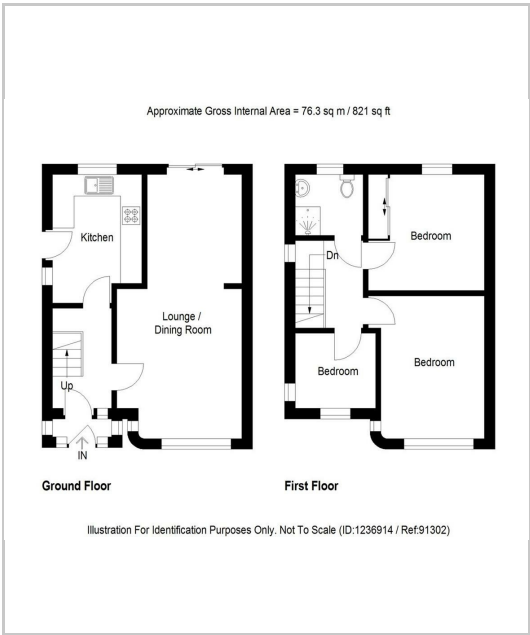 Approximate Gross Internal Area = 76.3 sq m / 821 sq ft
Kitchen
Lounge /
Dining Room
Up
IN
Ground Floor
Dn
Bedroom
Bedroom
Bedroom
First Floor
Illustration For Identification Purposes Only. Not To Scale (ID:1236914 / Ref:91302)